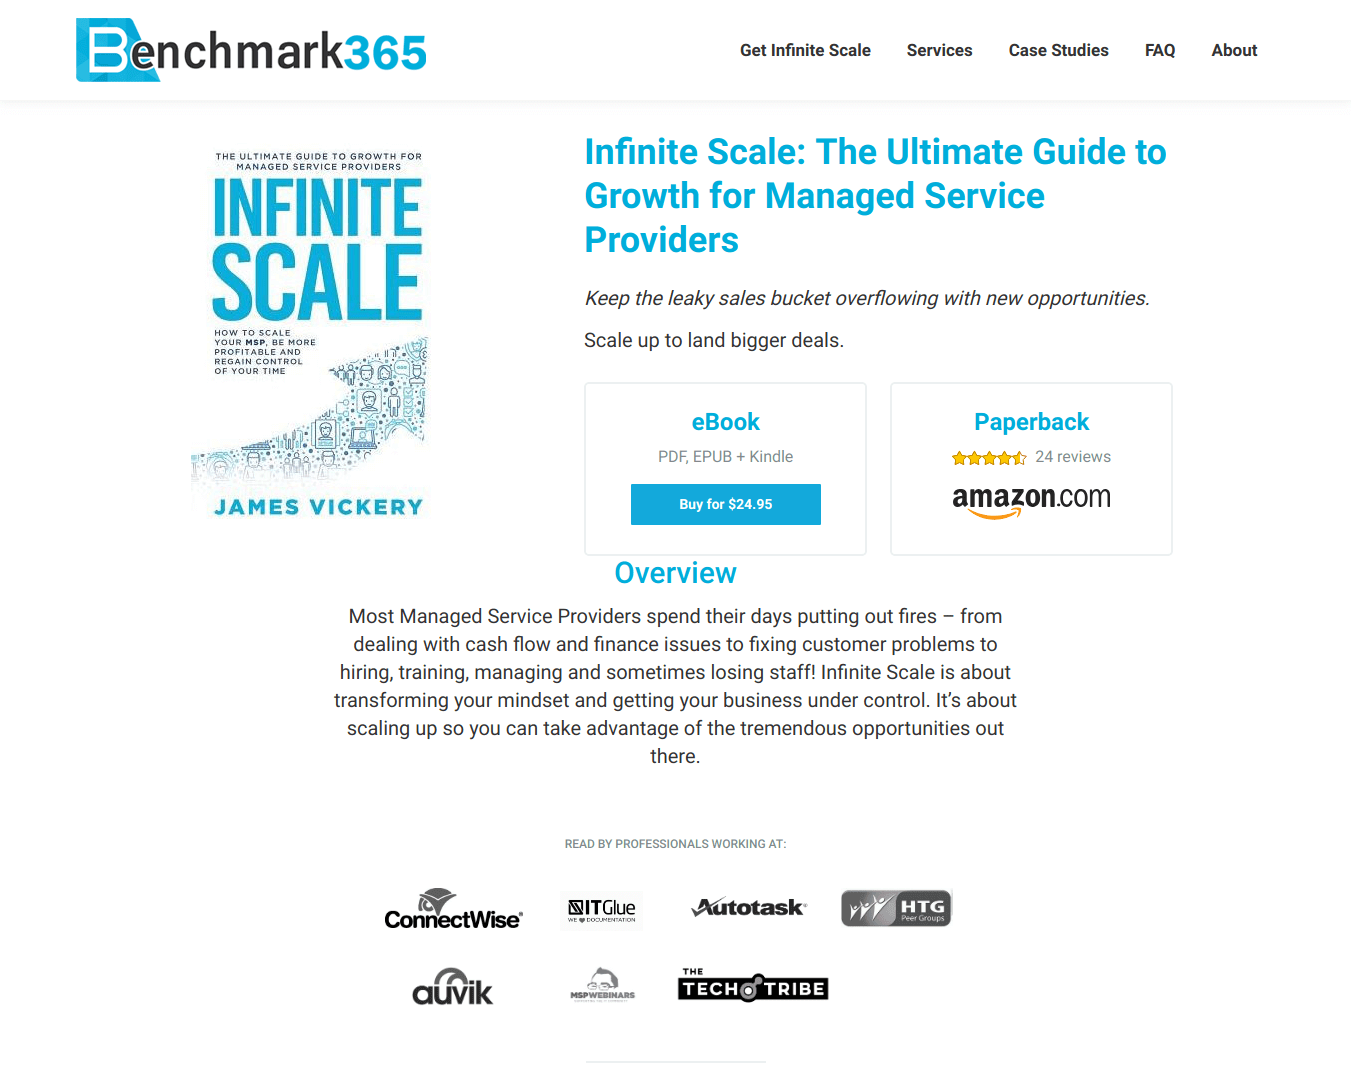 Benchmark365
Get Infinite Scale
Services
Case Studies
FAQ
About
THE ULTIMATE GUIDE TO GROWTH FOR
MANAGED SERVICE PROVIDERS
INFINITE
SCALE
HOW TO SCALE
YOUR MSP, BE MORE
PROFITABLE AND
REGAIN CONTROL
OF YOUR TIME
JAMES VICKERY
Infinite Scale: The Ultimate Guide to
Growth for Managed Service
Providers
Keep the leaky sales bucket overflowing with new opportunities.
Scale up to land bigger deals.
eBook
PDF, EPUB + Kindle
Buy for $24.95
Paperback
24 reviews
amazon.com
Overview
Most Managed Service Providers spend their days putting out fires – from
dealing with cash flow and finance issues to fixing customer problems to
hiring, training, managing and sometimes losing staff! Infinite Scale is about
transforming your mindset and getting your business under control. It’s about
scaling up so you can take advantage of the tremendous opportunities out
there.
READ BY PROFESSIONALS WORKING AT:
ConnectWise
ITGlue
WE DOCUMENTATION
Autotask
HTG
Peer Groups
auvik
MSPWEBINARS
THE
TECH TRIBE